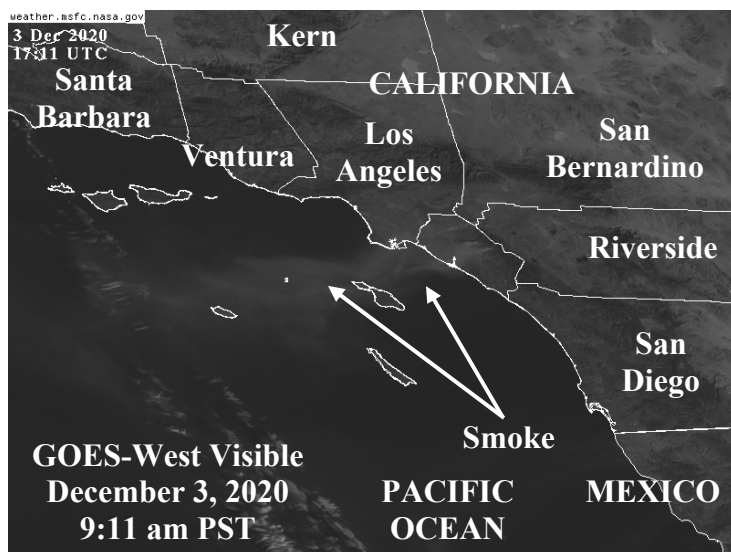 weather.msfc.nasa.gov
3 Dec 2020
17:11 UTC
Kern
Santa
Barbara
CALIFORNIA
Ventura
Los
Angeles
San
Bernardino
Riverside
San
Diego
Smoke
GOES-West Visible
December 3, 2020
9:11 am PST
PACIFIC
OCEAN
MEXICO